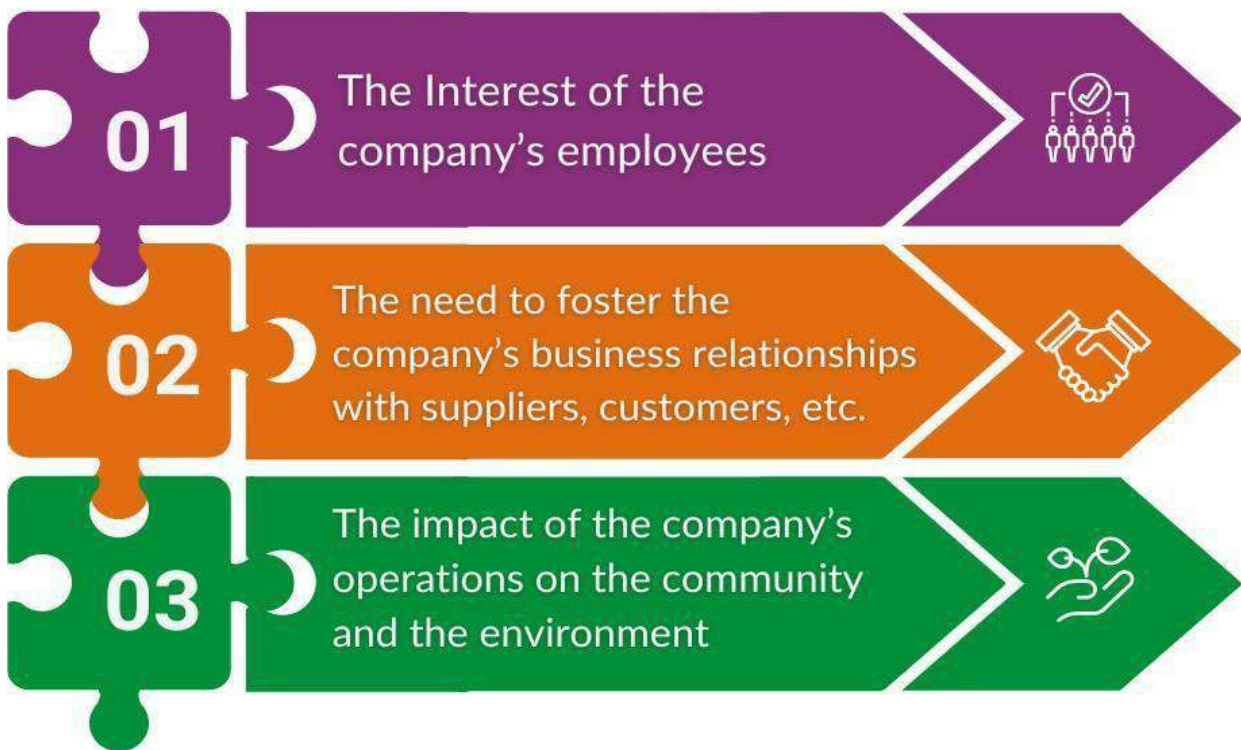 01
The Interest of the
company's employees
02
The need to foster the
company's business relationships
with suppliers, customers, etc.
03
The impact of the company's
operations on the community
and the environment